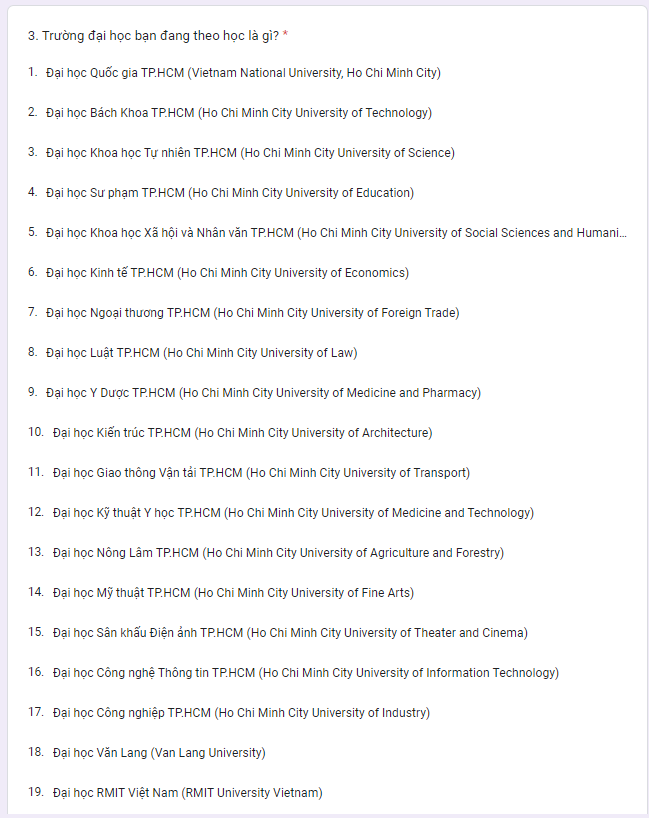 3. Trường đại học bạn đang theo học là gì? *
1. Đại học Quốc gia TP.HCM (Vietnam National University, Ho Chi Minh City)
2. Đại học Bách Khoa TP.HCM (Ho Chi Minh City University of Technology)
3. Đại học Khoa học Tự nhiên TP.HCM (Ho Chi Minh City University of Science)
4. Đại học Sư phạm TP.HCM (Ho Chi Minh City University of Education)
5. Đại học Khoa học Xã hội và Nhân văn TP.HCM (Ho Chi Minh City University of Social Sciences and Humani...
6. Đại học Kinh tế TP.HCM (Ho Chi Minh City University of Economics)
7. Đại học Ngoại thương TP.HCM (Ho Chi Minh City University of Foreign Trade)
8. Đại học Luật TP.HCM (Ho Chi Minh City University of Law)
9. Đại học Y Dược TP.HCM (Ho Chi Minh City University of Medicine and Pharmacy)
10. Đại học Kiến trúc TP.HCM (Ho Chi Minh City University of Architecture)
11. Đại học Giao thông Vận tải TP.HCM (Ho Chi Minh City University of Transport)
12. Đại học Kỹ thuật Y học TP.HCM (Ho Chi Minh City University of Medicine and Technology)
13. Đại học Nông Lâm TP.HCM (Ho Chi Minh City University of Agriculture and Forestry)
14. Đại học Mỹ thuật TP.HCM (Ho Chi Minh City University of Fine Arts)
15. Đại học Sân khấu Điện ảnh TP.HCM (Ho Chi Minh City University of Theater and Cinema)
16. Đại học Công nghệ Thông tin TP.HCM (Ho Chi Minh City University of Information Technology)
17. Đại học Công nghiệp TP.HCM (Ho Chi Minh City University of Industry)
18. Đại học Văn Lang (Van Lang University)
19. Đại học RMIT Việt Nam (RMIT University Vietnam)